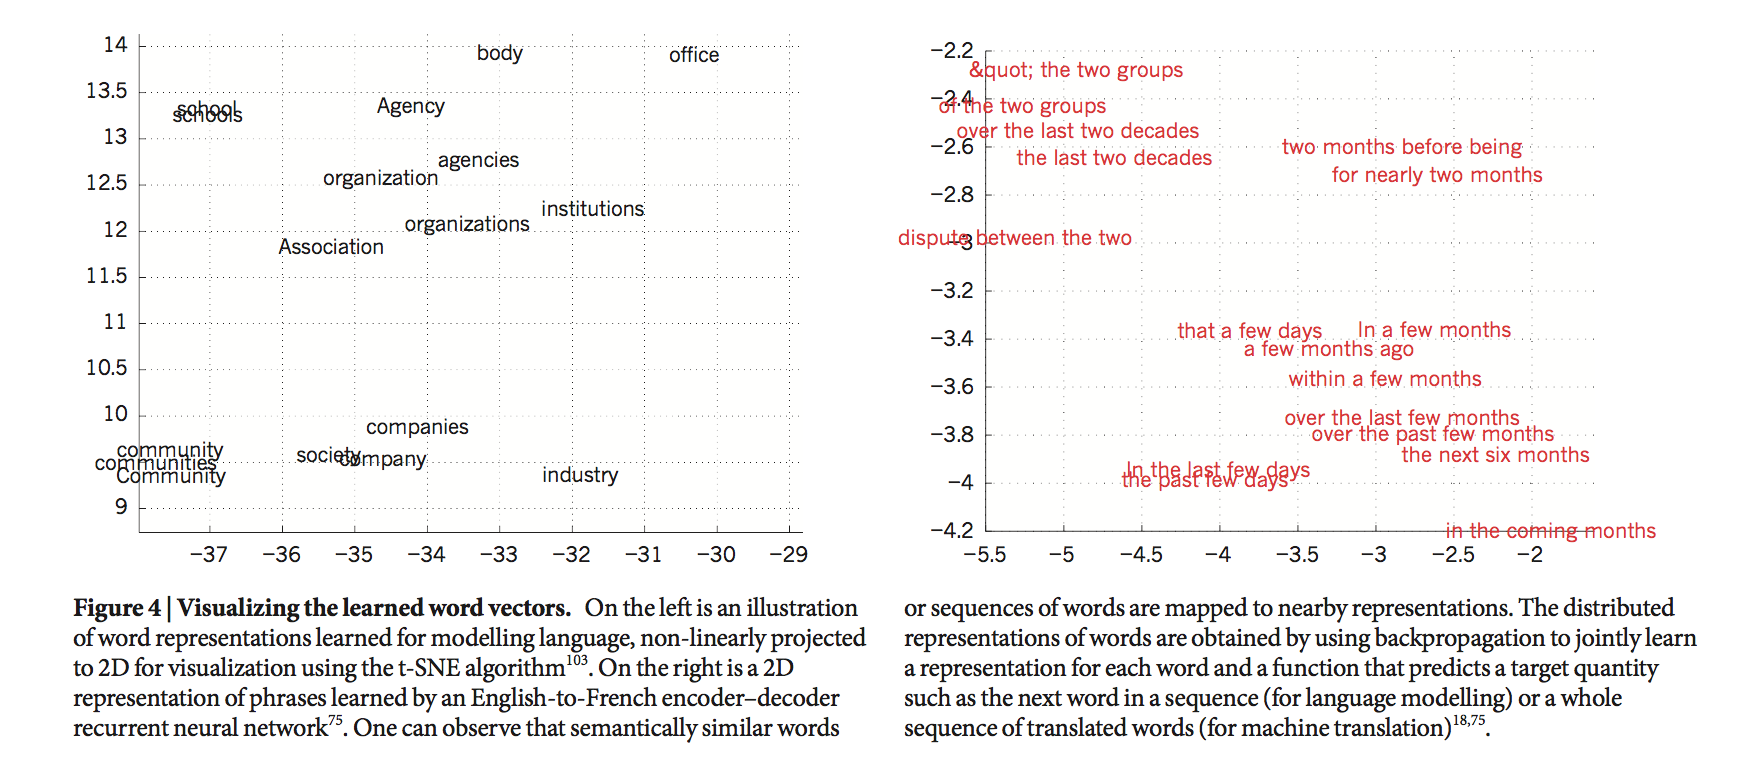 14
13.5
13
12.5
12
11.5
11
10.5
10
9
body
office
school
schools
Agency
agencies
organization
institutions
organizations
Association
companies
community
society
company
communities
Community
industry
−37 −36 −35 −34 −33 −32 −31 −30 −29
−2.2
−2.4
−2.6
−2.8
−3
−3.2
−3.4
−3.6
−3.8
−4
−4.2
&quot; the two groups
of the two groups
over the last two decades
the last two decades
two months before being
for nearly two months
dispute between the two
that a few days
In a few months
a few months ago
within a few months
over the last few months
over the past few months
the next six months
In the last few days
the past few days
in the coming months
−5.5 −5 −4.5 −4 −3.5 −3 −2.5 −2
Figure 4 | Visualizing the learned word vectors. On the left is an illustration
of word representations learned for modelling language, non-linearly projected
to 2D for visualization using the t-SNE algorithm103. On the right is a 2D
representation of phrases learned by an English-to-French encoder–decoder
recurrent neural network75. One can observe that semantically similar words
or sequences of words are mapped to nearby representations. The distributed
representations of words are obtained by using backpropagation to jointly learn
a representation for each word and a function that predicts a target quantity
such as the next word in a sequence (for language modelling) or a whole
sequence of translated words (for machine translation)18,75.